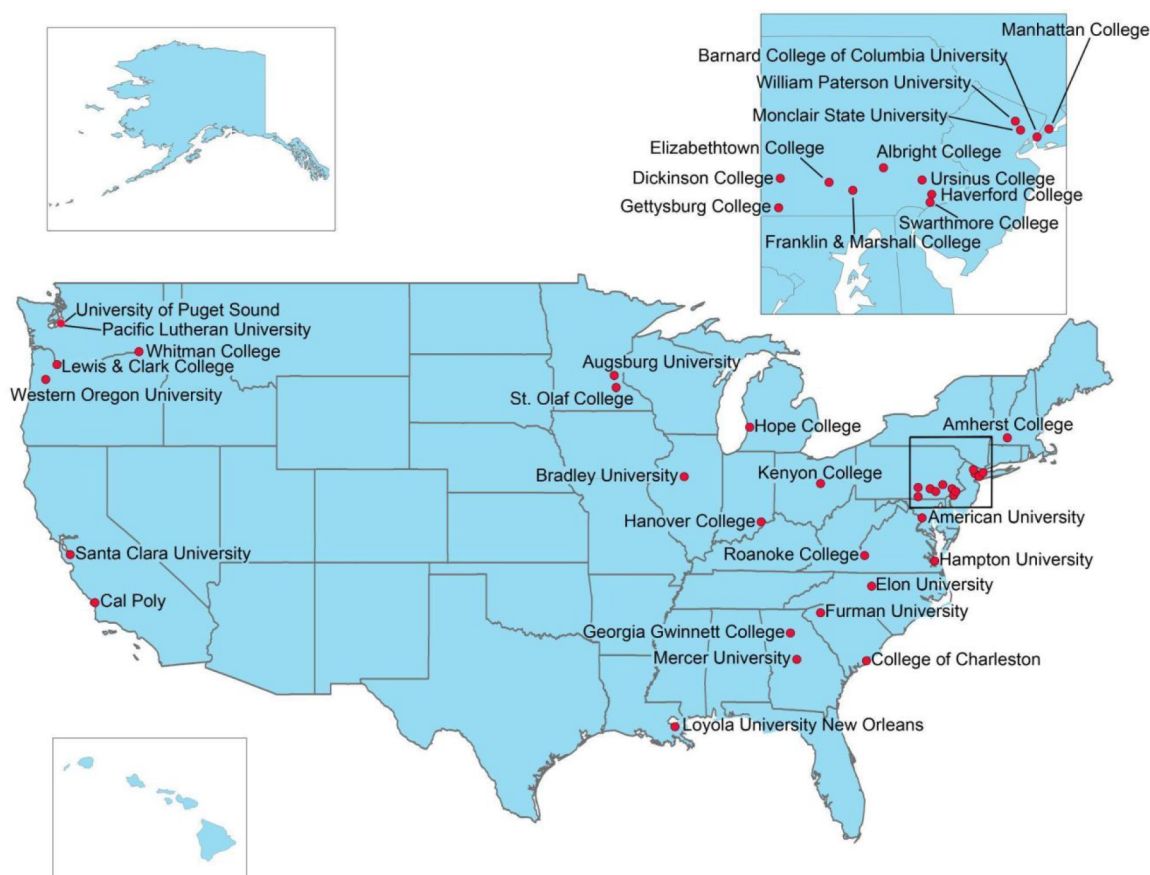 Manhattan College
Barnard College of Columbia University
William Paterson University
Monclair State University
Elizabethtown College
Albright College
Dickinson College
Ursinus College
Haverford College
Gettysburg College
Swarthmore College
Franklin & Marshall College
University of Puget Sound
Pacific Lutheran University
Whitman College
Lewis & Clark College
Western Oregon University
Augsburg University
St. Olaf College
Hope College
Amherst College
Bradley University
Kenyon College
Hanover College
American University
Santa Clara University
Roanoke College
Hampton University
Elon University
Cal Poly
Furman University
Georgia Gwinnett College
Mercer University
College of Charleston
Loyola University New Orleans